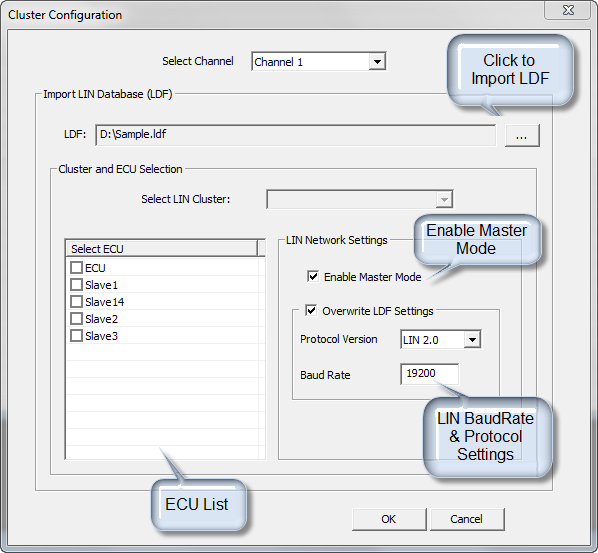 Cluster Configuration
Select Channel
Channel 1
Click to
Import LDF
Import LIN Database (LDF)
LDF:
D:\Sample.ldf
...
Cluster and ECU Selection
Select LIN Cluster:
Select ECU
ECU
Slave1
Slave14
Slave2
Slave3
LIN Network Settings
Enable Master
Mode
Enable Master Mode
Overwrite LDF Settings
Protocol Version
LIN 2.0
Baud Rate
19200
LIN BaudRate
& Protocol
Settings
ECU List
OK
Cancel